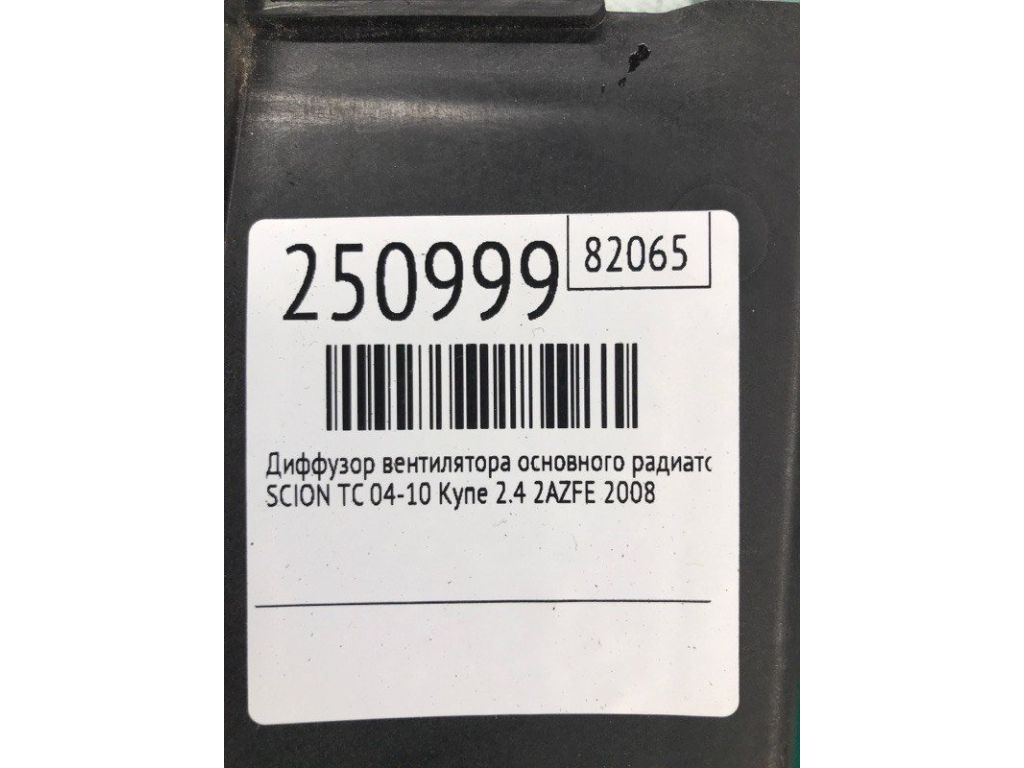 250999
82065
Диффузор вентилятора основного радиатс
SCION TC 04-10 Купе 2.4 2AZFE 2008